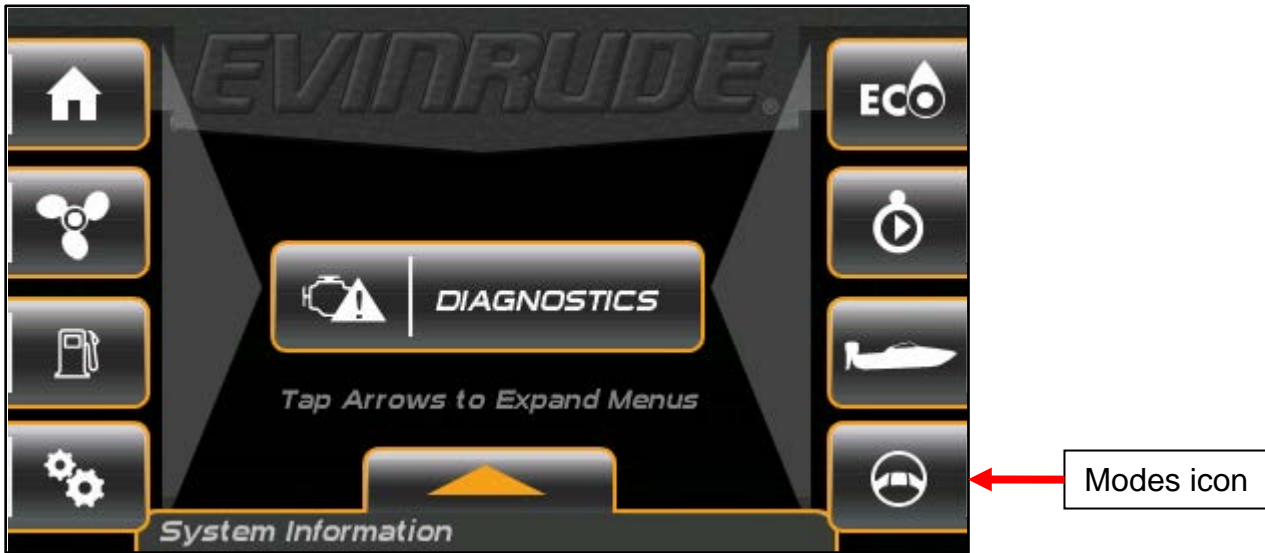 EVINRUDE®
ECO
DIAGNOSTICS
Tap Arrows to Expand Menus
Modes icon
System Information